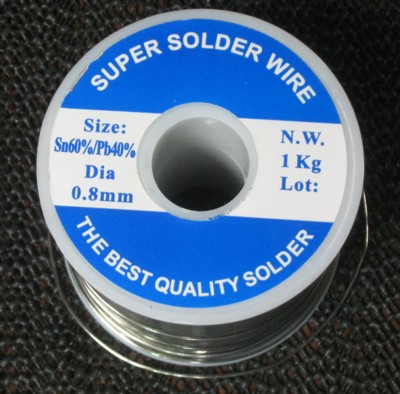 SUPER SOLDER WIRE
Size:
Sn60%/Pb40%
Dia
0.8mm
N.W.
1 Kg
Lot:
THE BEST QUALITY SOLDER